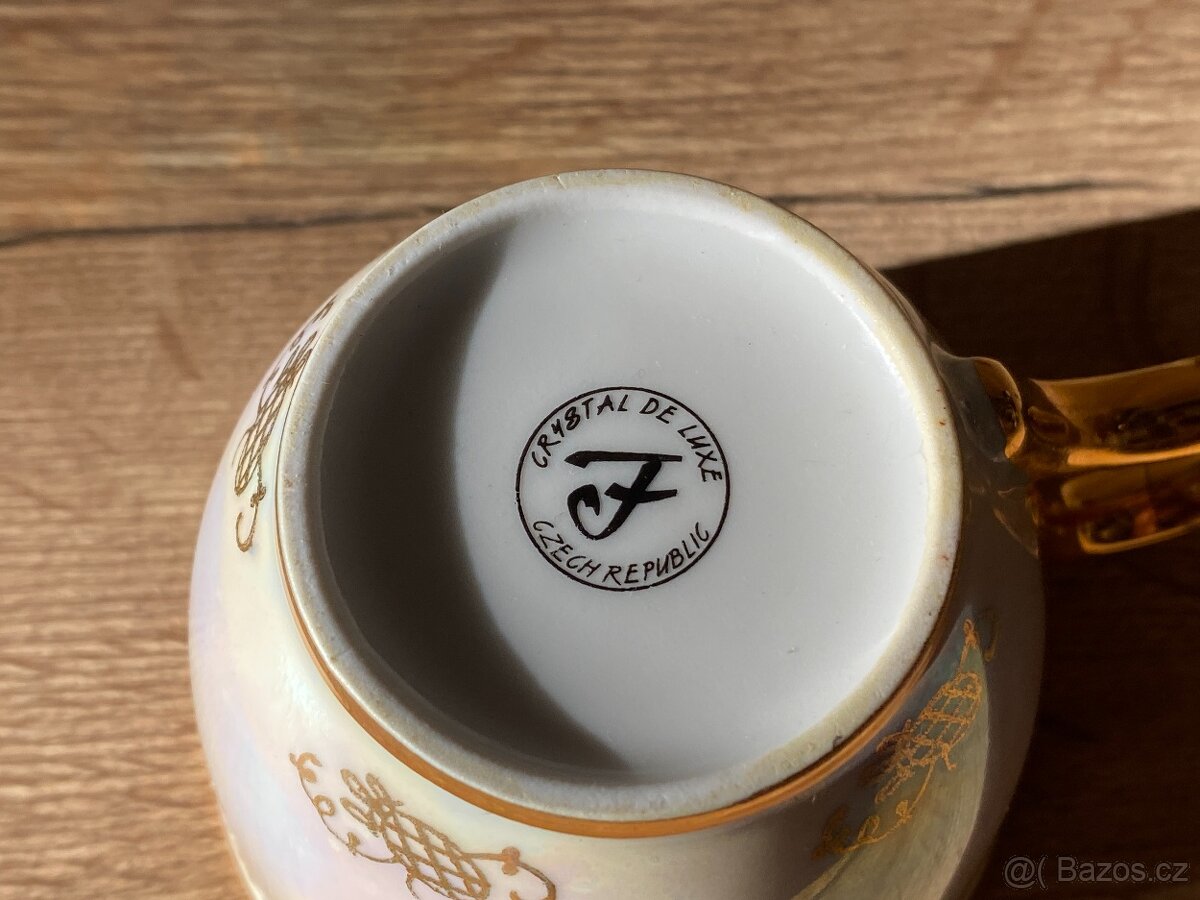 CRYSTAL DE LUXE
F
CZECH REPUBLIC
@( Bazos.cz